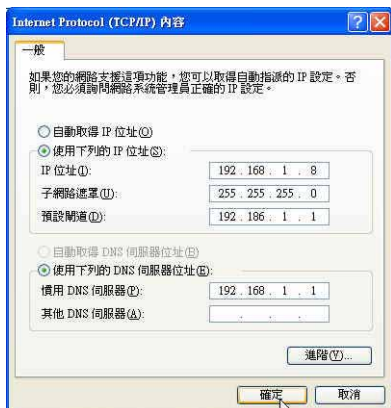 Internet Protocol (TCP/IP) 內容
一般
如果您的網路支援這項功能，您可以取得自動指派的 IP 設定。否
則，您必須詢問網路系統管理員正確的 IP 設定。
自動取得 IP 位址(O)
使用下列的 IP 位址(S):
IP 位址(I): 192 . 168 . 1 . 8
子網路遮罩(U): 255 . 255 . 255 . 0
預設閘道(D): 192 . 186 . 1 . 1
自動取得 DNS 伺服器位址(B)
使用下列的 DNS 伺服器位址(E):
慣用 DNS 伺服器(P): 192 . 168 . 1 . 1
其他 DNS 伺服器(A): . . .
進階(V)...
確定 取消